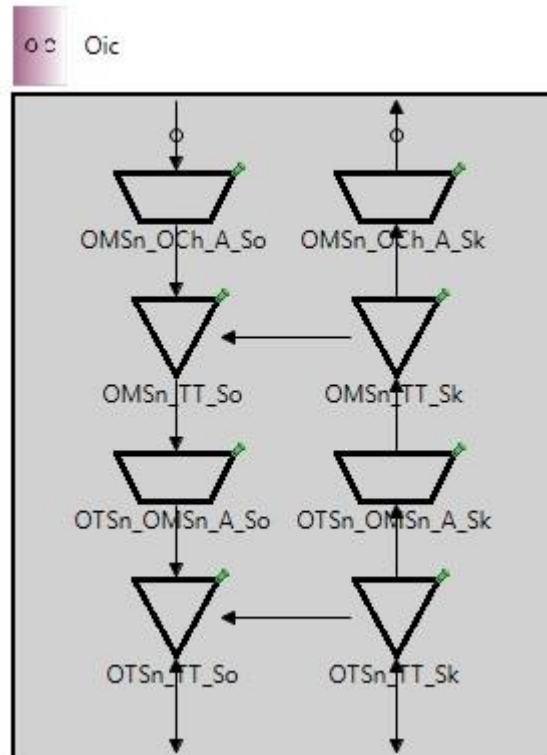 O C Oic
OMSn_OCh_A_So OMSn_OCh_A_Sk
OMSn_TT_So OMSn_TT_Sk
OTSn_OMSn_A_So OTSn_OMSn_A_Sk
OTSn_TT_So OTSn_TT_Sk